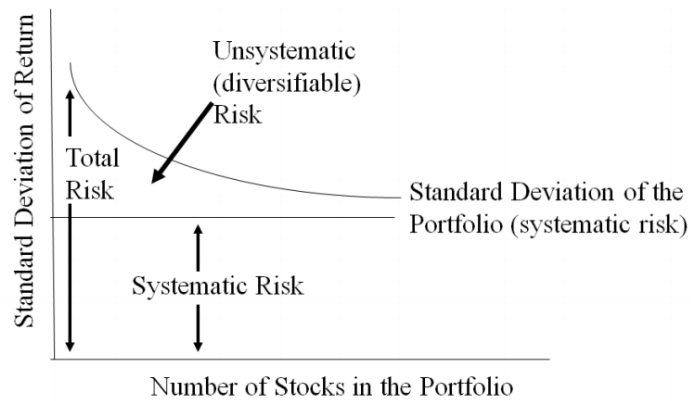 Standard Deviation of Return
Unsystematic
(diversifiable)
Risk
Total
Risk
Standard Deviation of the
Portfolio (systematic risk)
Systematic Risk
Number of Stocks in the Portfolio